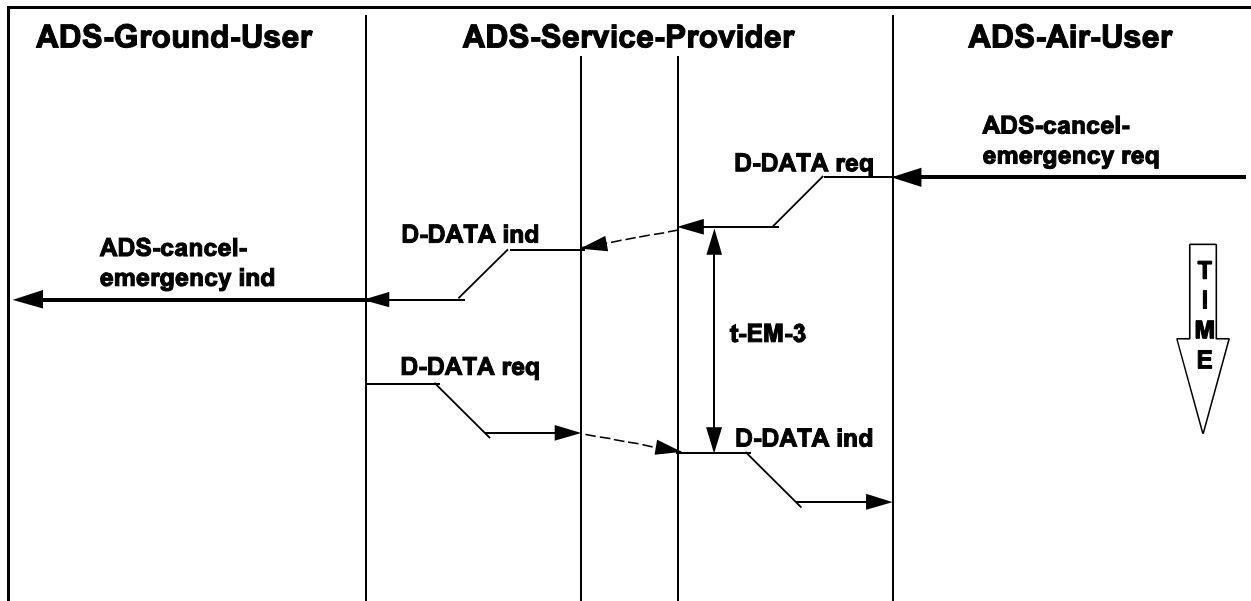 ADS-Ground-User
ADS-Service-Provider
ADS-Air-User
ADS-cancel-
emergency req
D-DATA req
D-DATA ind
ADS-cancel-
emergency ind
t-EM-3
D-DATA req
D-DATA ind
TIME